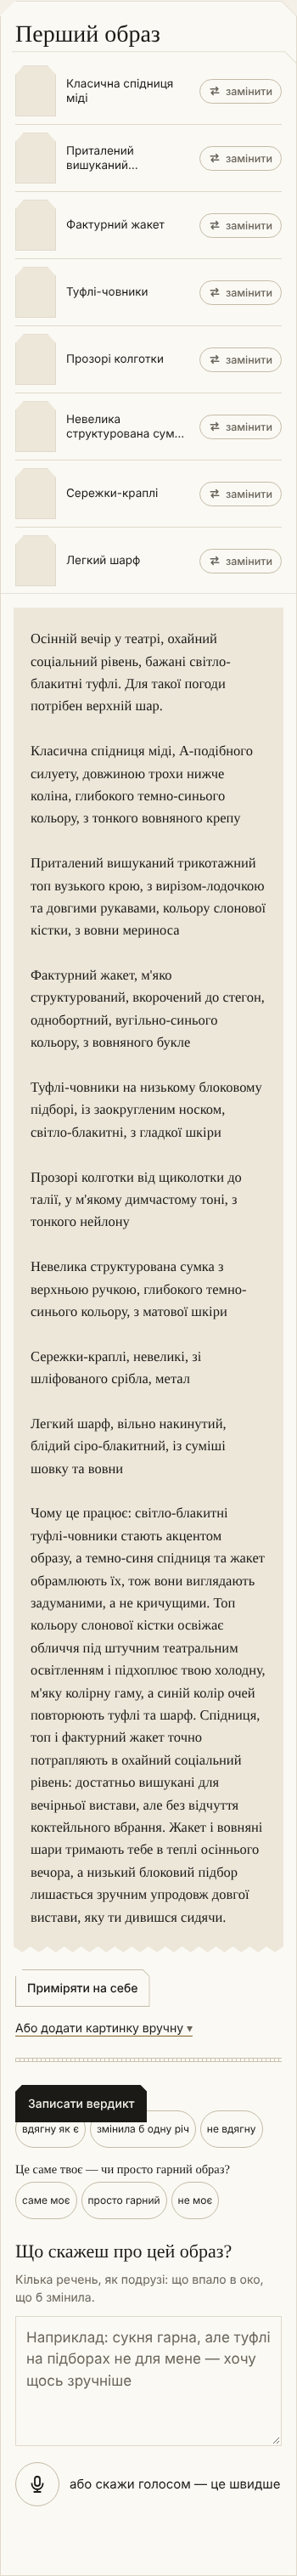 Перший образ
Класична спідниця
міді
⇄ замінити
Приталений
вишуканий...
⇄ замінити
Фактурний жакет
⇄ замінити
Туфлі-човники
⇄ замінити
Прозорі колготки
⇄ замінити
Невелика
структурована сум...
⇄ замінити
Сережки-краплі
⇄ замінити
Легкий шарф
⇄ замінити
Осінній вечір у театрі, охайний
соціальний рівень, бажані світло-
блакитні туфлі. Для такої погоди
потрібен верхній шар.
Класична спідниця міді, А-подібного
силуету, довжиною трохи нижче
коліна, глибокого темно-синього
кольору, з тонкого вовняного крепу
Приталений вишуканий трикотажний
топ вузького крою, з вирізом-лодочкою
та довгими рукавами, кольору слонової
кістки, з вовни мериноса
Фактурний жакет, м'яко
структурований, вкорочений до стегон,
однобортний, вугільно-синього
кольору, з вовняного букле
Туфлі-човники на низькому блоковому
підборі, із заокругленим носком,
світло-блакитні, з гладкої шкіри
Прозорі колготки від щиколотки до
талії, у м'якому димчастому тоні, з
тонкого нейлону
Невелика структурована сумка з
верхньою ручкою, глибокого темно-
синього кольору, з матової шкіри
Сережки-краплі, невеликі, зі
шліфованого срібла, метал
Легкий шарф, вільно накинутий,
блідий сіро-блакитний, із суміші
шовку та вовни
Чому це працює: світло-блакитні
туфлі-човники стають акцентом
образу, а темно-синя спідниця та жакет
обрамлюють їх, тож вони виглядають
задуманими, а не кричущими. Топ
кольору слонової кістки освіжає
обличчя під штучним театральним
освітленням і підхоплює твою холодну,
м'яку колірну гаму, а синій колір очей
повторюють туфлі та шарф. Спідниця,
топ і фактурний жакет точно
потрапляють в охайний соціальний
рівень: достатньо вишукані для
вечірньої вистави, але без відчуття
коктейльного вбрання. Жакет і вовняні
шари тримають тебе в теплі осіннього
вечора, а низький блоковий підбор
лишається зручним упродовж довгої
вистави, яку ти дивишся сидячи.
Приміряти на себе
Або додати картинку вручну ▾
Записати вердикт
вдягну як є
змінила б одну річ
не вдягну
Це саме твоє — чи просто гарний образ?
саме моє
просто гарний
не моє
Що скажеш про цей образ?
Кілька речень, як подрузі: що впало в око,
що б змінила.
Наприклад: сукня гарна, але туфлі
на підборах не для мене — хочу
щось зручніше
або скажи голосом — це швидше